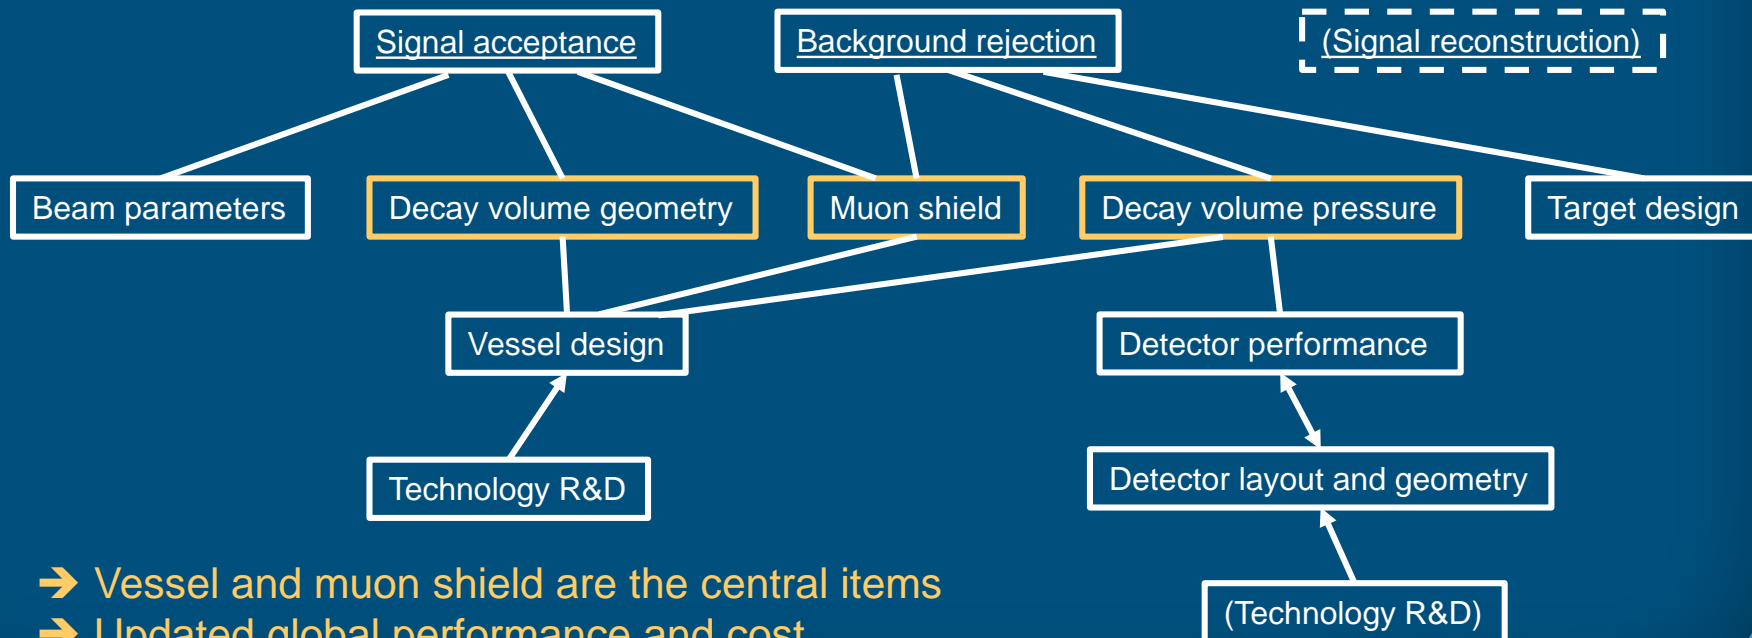 Signal acceptance
Background rejection
(Signal reconstruction)
Beam parameters
Decay volume geometry
Muon shield
Decay volume pressure
Target design
Vessel design
Detector performance
Technology R&D
Detector layout and geometry
➔ Vessel and muon shield are the central items
(Technology R&D)
➔ Updated global performance and cost